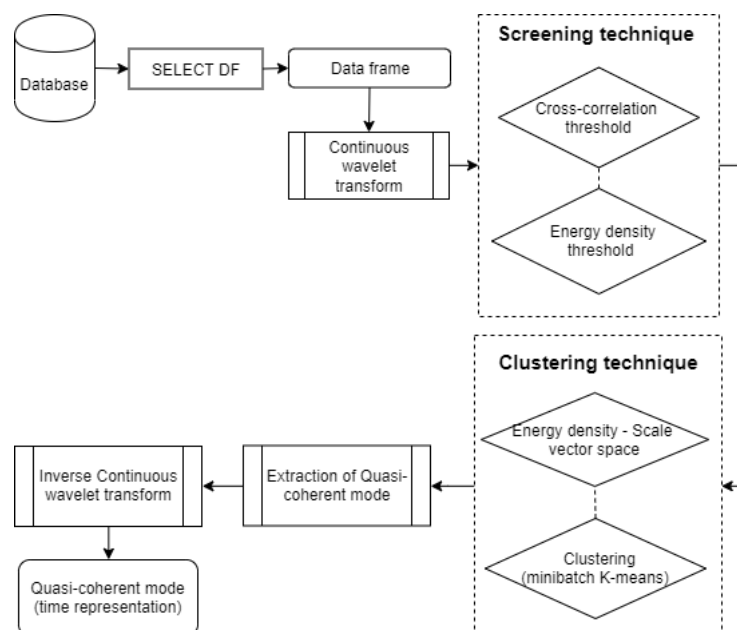 Database
SELECT DF
Data frame
Continuous
wavelet
transform
Screening technique
Cross-correlation
threshold
Energy density
threshold
Clustering technique
Energy density - Scale
vector space
Clustering
(minibatch K-means)
Extraction of Quasi-
coherent mode
Inverse Continuous
wavelet transform
Quasi-coherent mode
(time representation)